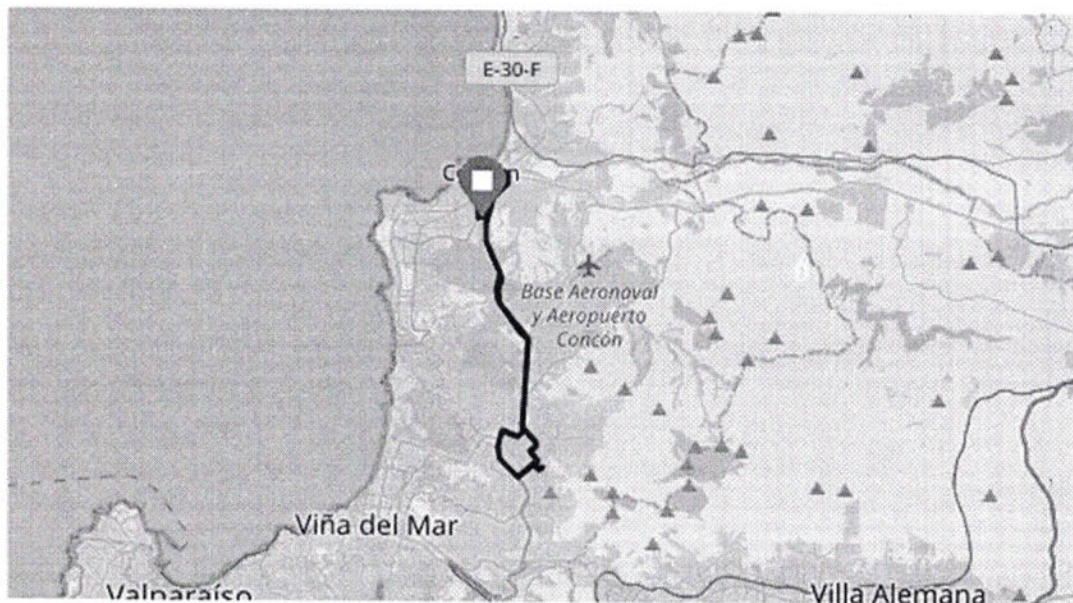 E-30-F
Base Aeronaval
y Aeropuerto
Concón
Viña del Mar
Valparaíso
Villa Alemana